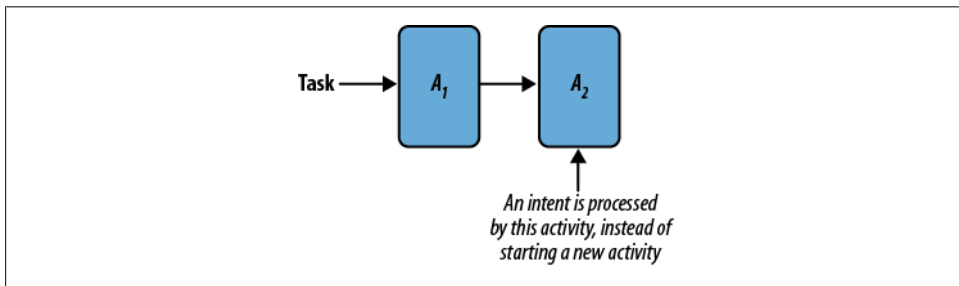 Task
A1
A2
An intent is processed
by this activity, instead of
starting a new activity